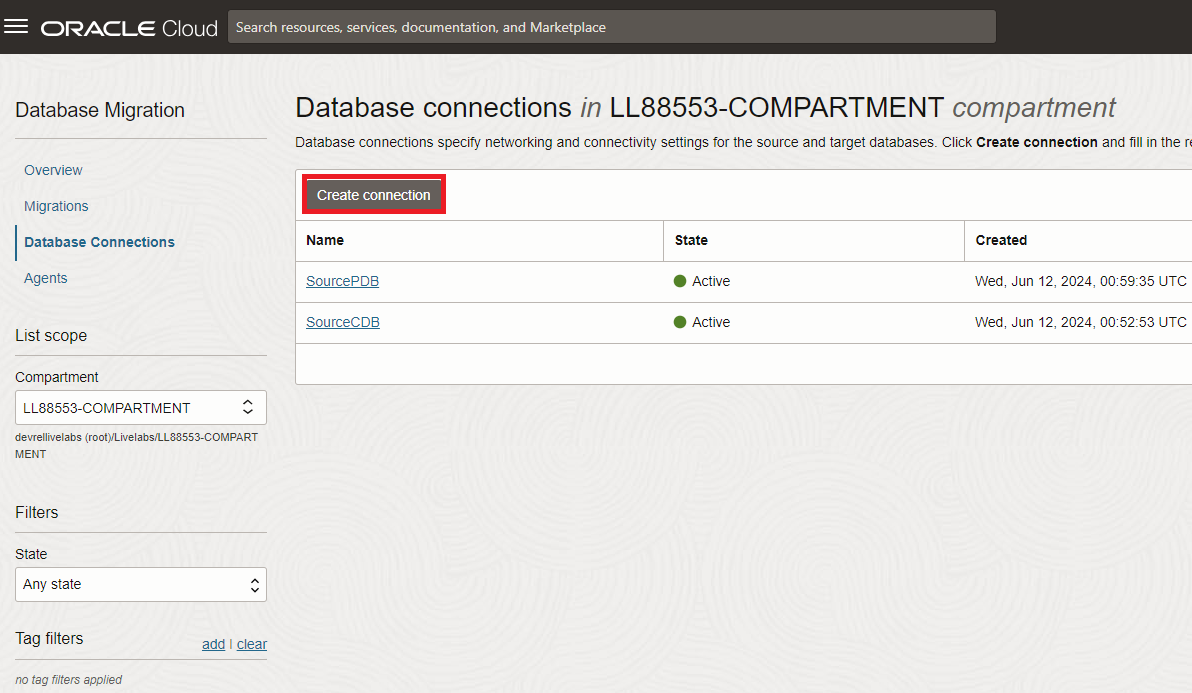 ORACLE Cloud
Search resources, services, documentation, and Marketplace
Database Migration
Overview
Migrations
Database Connections
Agents
List scope
Compartment
LL88553-COMPARTMENT
devrellivelabs (root)/Livelabs/LL88553-COMPART
MENT
Filters
State
Any state
Tag filters
add | clear
no tag filters applied
Database connections in LL88553-COMPARTMENT compartment
Database connections specify networking and connectivity settings for the source and target databases. Click Create connection and fill in the re
Create connection
Name State Created
SourcePDB Active Wed, Jun 12, 2024, 00:59:35 UTC
SourceCDB Active Wed, Jun 12, 2024, 00:52:53 UTC